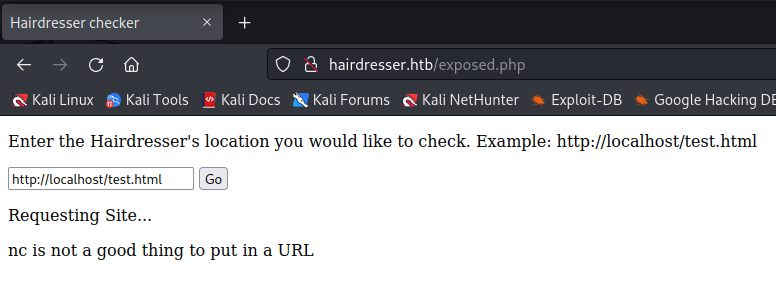 Hairdresser checker
hairdresser.htb/exposed.php
Kali Linux Kali Tools Kali Docs Kali Forums Kali NetHunter Exploit-DB Google Hacking DB
Enter the Hairdresser's location you would like to check. Example: http://localhost/test.html
http://localhost/test.html Go
Requesting Site...
nc is not a good thing to put in a URL